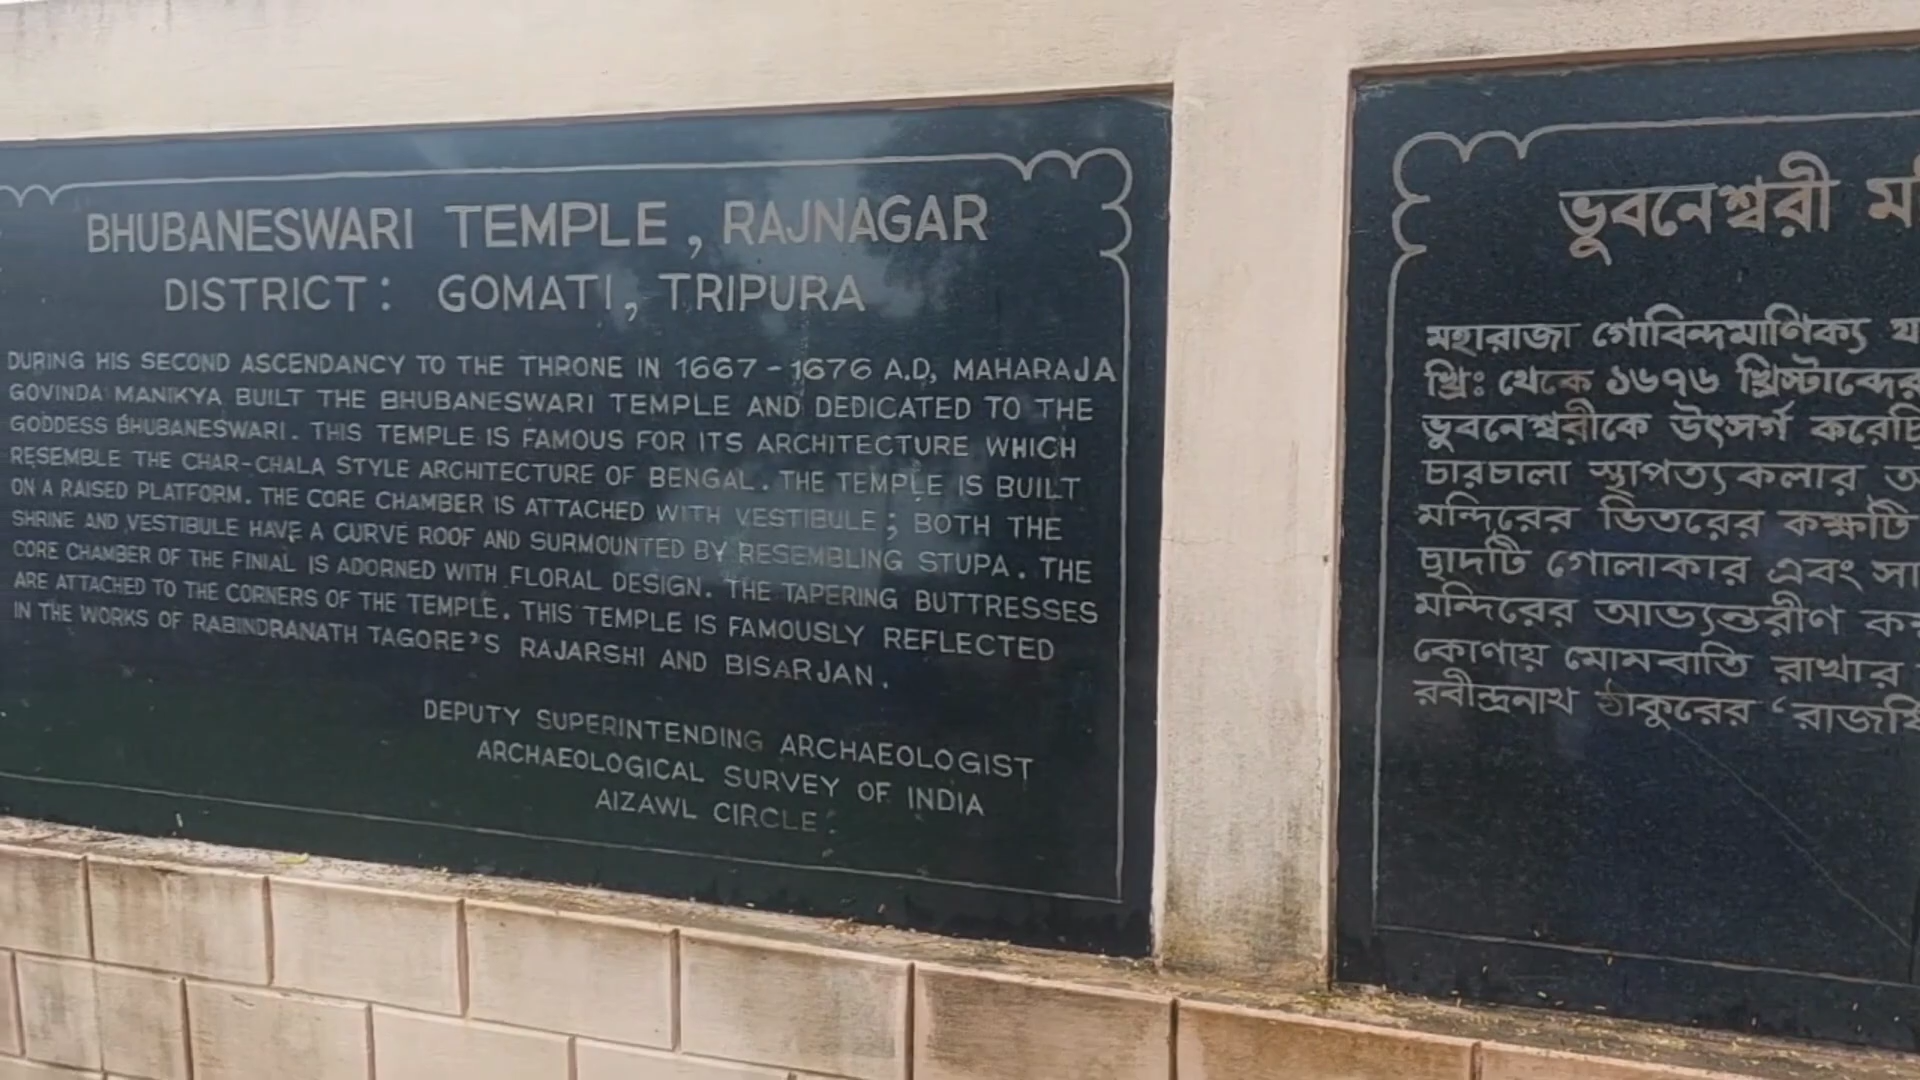 BHUBANESWARI TEMPLE, RAJNAGAR
DISTRICT: GOMATI, TRIPURA
DURING HIS SECOND ASCENDANCY TO THE THRONE IN 1667-1676 A.D, MAHARAJA
GOVINDA MANIKYA BUILT THE BHUBANESWARI TEMPLE AND DEDICATED TO THE
GODDESS BHUBANESWARI. THIS TEMPLE IS FAMOUS FOR ITS ARCHITECTURE WHICH
RESEMBLE THE CHAR-CHALA STYLE ARCHITECTURE OF BENGAL. THE TEMPLE IS BUILT
ON A RAISED PLATFORM. THE CORE CHAMBER IS ATTACHED WITH VESTIBULE; BOTH THE
SHRINE AND VESTIBULE HAVE A CURVE ROOF AND SURMOUNTED BY RESEMBLING STUPA. THE
CORE CHAMBER OF THE FINIAL IS ADORNED WITH FLORAL DESIGN. THE TAPERING BUTTRESSES
ARE ATTACHED TO THE CORNERS OF THE TEMPLE. THIS TEMPLE IS FAMOUSLY REFLECTED
IN THE WORKS OF RABINDRANATH TAGORE'S RAJARSHI AND BISARJAN.
DEPUTY SUPERINTENDING ARCHAEOLOGIST
ARCHAEOLOGICAL SURVEY OF INDIA
AIZAWL CIRCLE.
ভুবনেশ্বরী
মহারাজা গোবিন্দমাণিক্য
খ্রি: থেকে ১৬৭৬ খ্রিস্টাব্দের
ভুবনেশ্বরীকে উৎসর্গ
চারচালা স্থাপত্যকলার
মন্দিরের ভিতরের কক্ষটি
ছাদটি গোলাকার এবং
মন্দিরের আভ্যন্তরীণ
কোণায় মোমবাতি রাখার
রবীন্দ্রনাথ ঠাকুরের